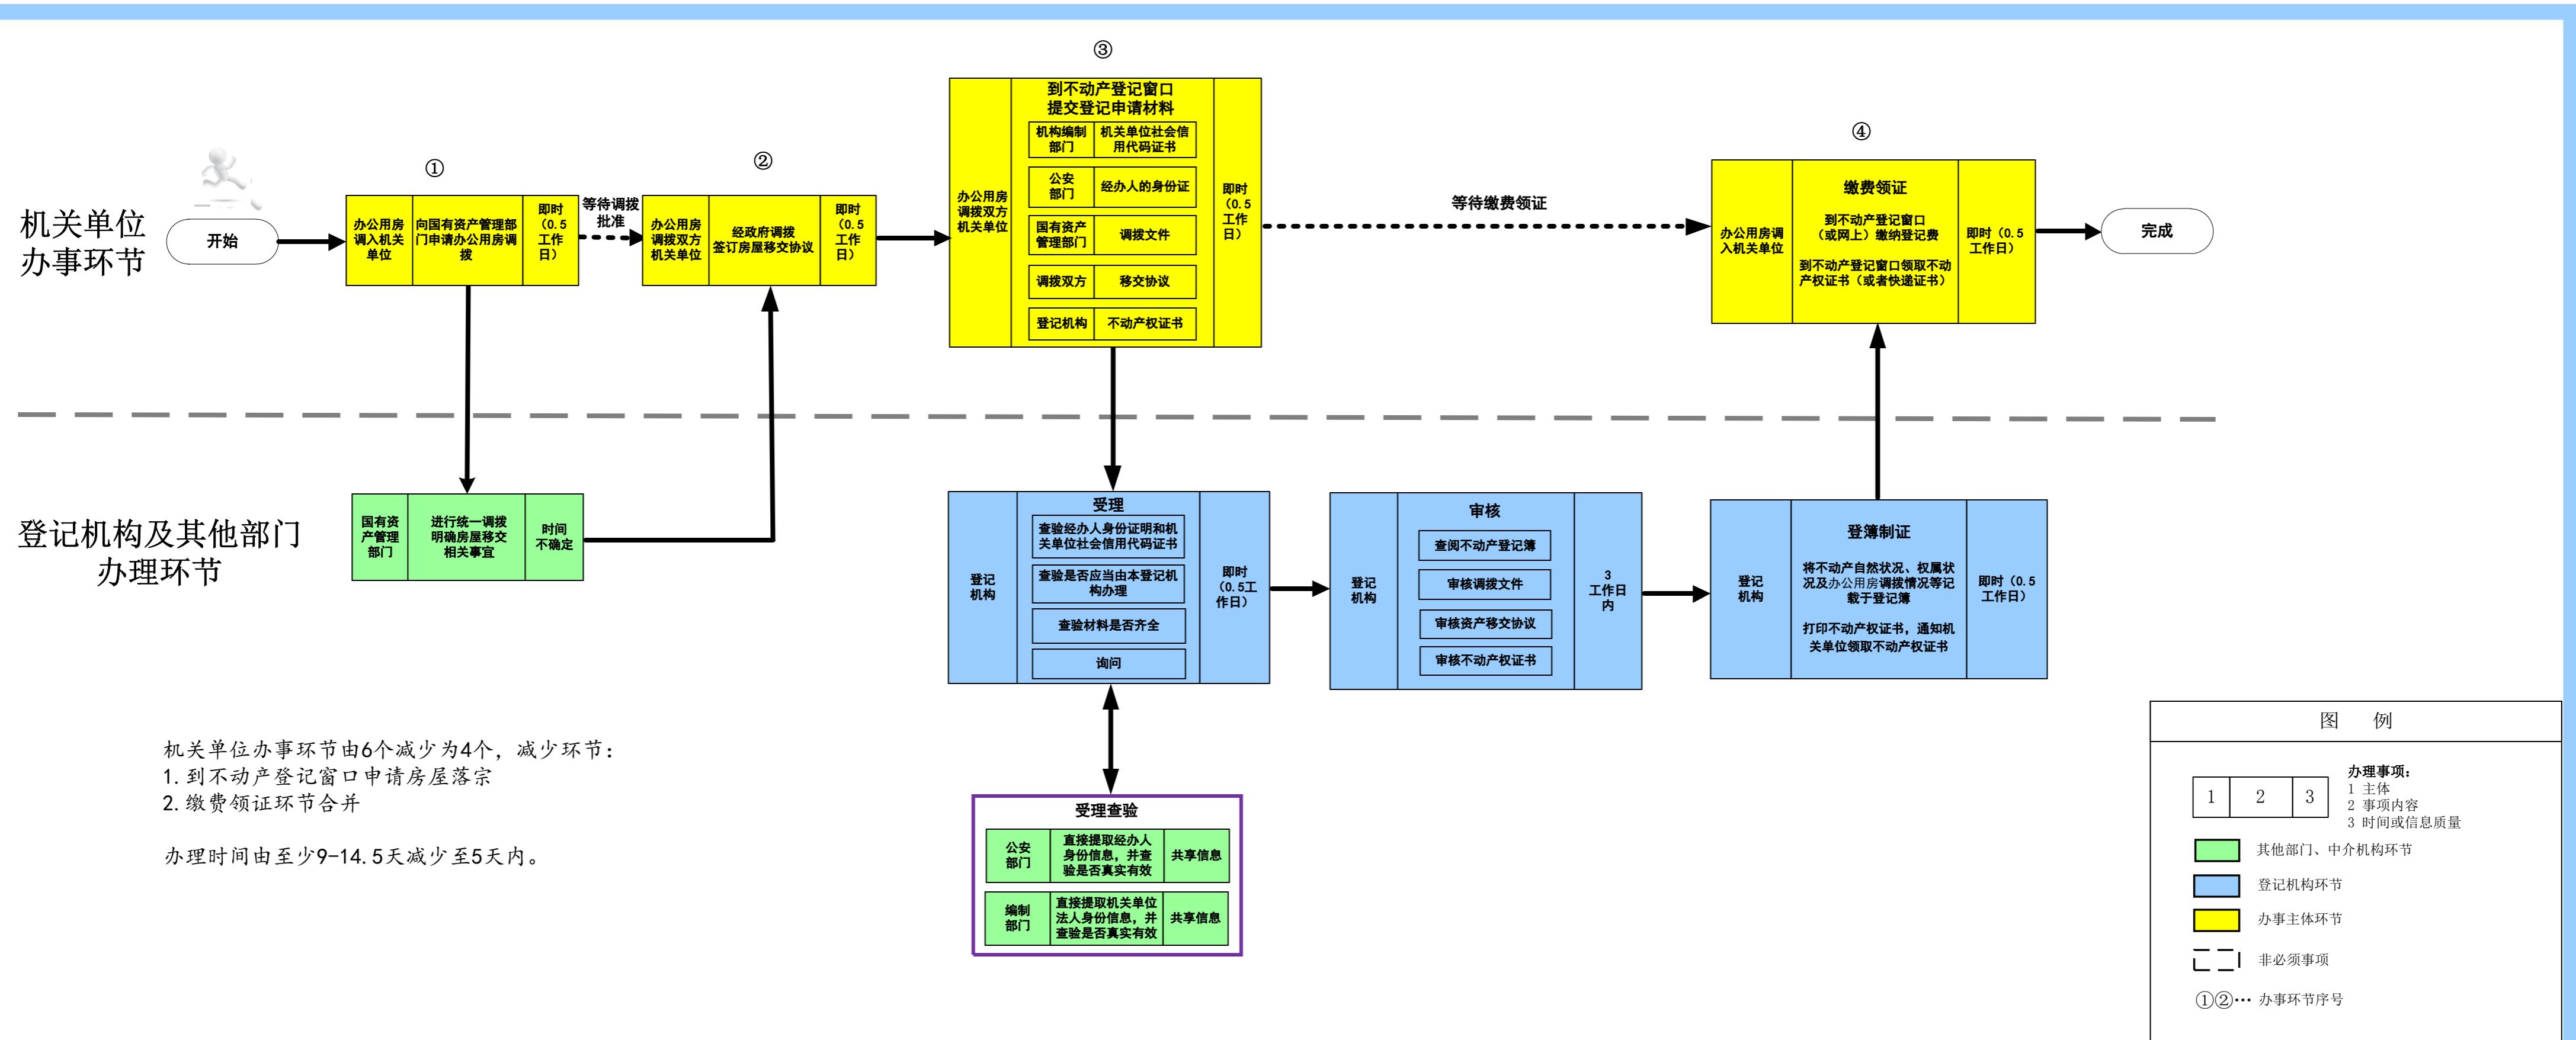 ③
到不动产登记窗口
提交登记申请材料
机构编制
部门
机关单位社会信
用代码证书
公安
部门
经办人的身份证
国有资产
管理部门
调拨文件
调拨双方
移交协议
登记机构
不动产权证书
办公用房
调拨双方
机关单位
即时
（0.5
工作
日）
机关单位
办事环节
开始
①
办公用房
调入机关
单位
向国有资产管理部
门申请办公用房调
拨
即时
（0.5
工作
日）
等待调拨
批准
②
办公用房
调拨双方
机关单位
经政府调拨
签订房屋移交协议
即时
（0.5
工作
日）
等待缴费领证
④
办公用房调
入机关单位
缴费领证
到不动产登记窗口
（或网上）缴纳登记费
到不动产登记窗口领取不动
产权证书（或者快递证书）
即时（0.5
工作日）
完成
登记机构及其他部门
办理环节
国有资
产管理
部门
进行统一调拨
明确房屋移交
相关事宜
时间
不确定
登记
机构
受理
查验经办人身份证明和机
关单位社会信用代码证书
查验是否应当由本登记机
构办理
查验材料是否齐全
询问
即时
（0.5工
作日）
登记
机构
审核
查阅不动产登记簿
审核调拨文件
审核资产移交协议
审核不动产权证书
3
工作日
内
登记
机构
登簿制证
将不动产自然状况、权属状
况及办公用房调拨情况等记
载于登记簿
打印不动产权证书，通知机
关单位领取不动产权证书
即时（0.5
工作日）
受理查验
公安
部门
直接提取经办人
身份信息，并查
验是否真实有效
共享信息
编制
部门
直接提取机关单位
法人身份信息，并
查验是否真实有效
共享信息
机关单位办事环节由6个减少为4个，减少环节：
1.到不动产登记窗口申请房屋落宗
2.缴费领证环节合并
办理时间由至少9-14.5天减少至5天内。
图 例
1 2 3
办理事项：
1 主体
2 事项内容
3 时间或信息质量
其他部门、中介机构环节
登记机构环节
办事主体环节
非必须事项
①②… 办事环节序号